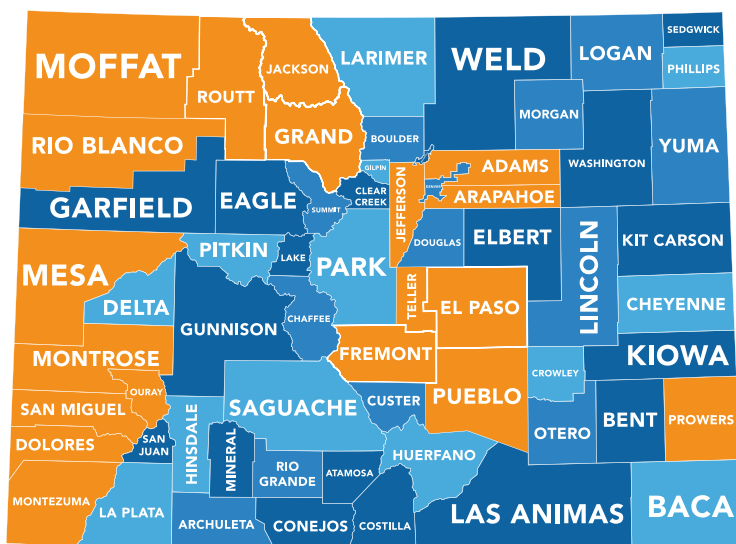 SEDGWICK
LARIMER
LOGAN
WELD
MOFFAT
JACKSON
PHILLIPS
ROUTT
MORGAN
GRAND
BOULDER
YUMA
RIO BLANCO
WASHINGTON
GILPIN
ADAMS
DENVER
CLEAR
CREEK
ARAPAHOE
EAGLE
JEFFERSON
GARFIELD
SUMMIT
ELBERT
KIT CARSON
PITKIN
DOUGLAS
LAKE
PARK
LINCOLN
MESA
TELLER
DELTA
EL PASO
CHEYENNE
CHAFFEE
GUNNISON
FREMONT
KIOWA
MONTROSE
CROWLEY
OURAY
PUEBLO
CUSTER
SAGUACHE
SAN MIGUEL
BENT
PROWERS
OTERO
DOLORES
SAN
JUAN
HINSDALE
MINERAL
HUERFANO
RIO
GRANDE
ATAMOSA
MONTEZUMA
LA PLATA
BACA
LAS ANIMAS
ARCHULETA
CONEJOS
COSTILLA